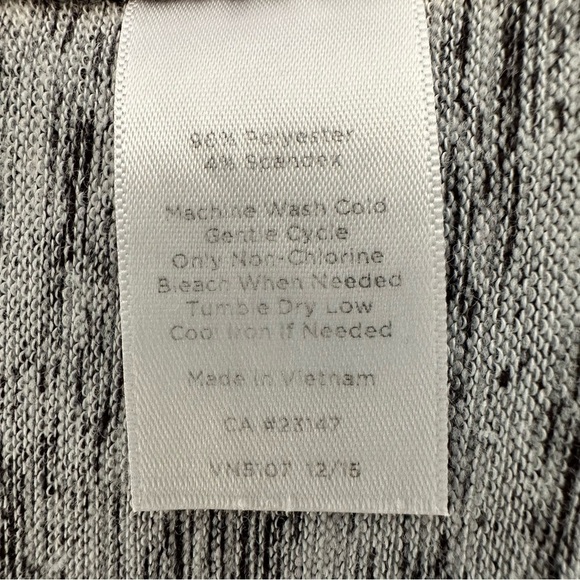 96% Polyester
4% Spandex
Machine Wash Cold
Gentle Cycle
Only Non-Chlorine
Bleach When Needed
Tumble Dry Low
Cool Iron if Needed
Made in Vietnam
CA #23147
VN5107 12/15